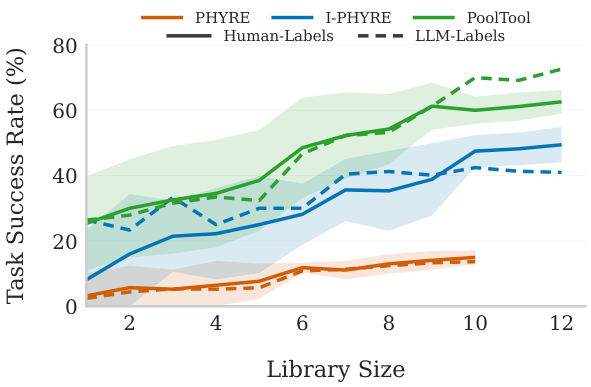 PHYRE I-PHYRE PoolTool
Human-Labels LLM-Labels
Task Success Rate (%)
80
60
40
20
0
2 4 6 8 10 12
Library Size